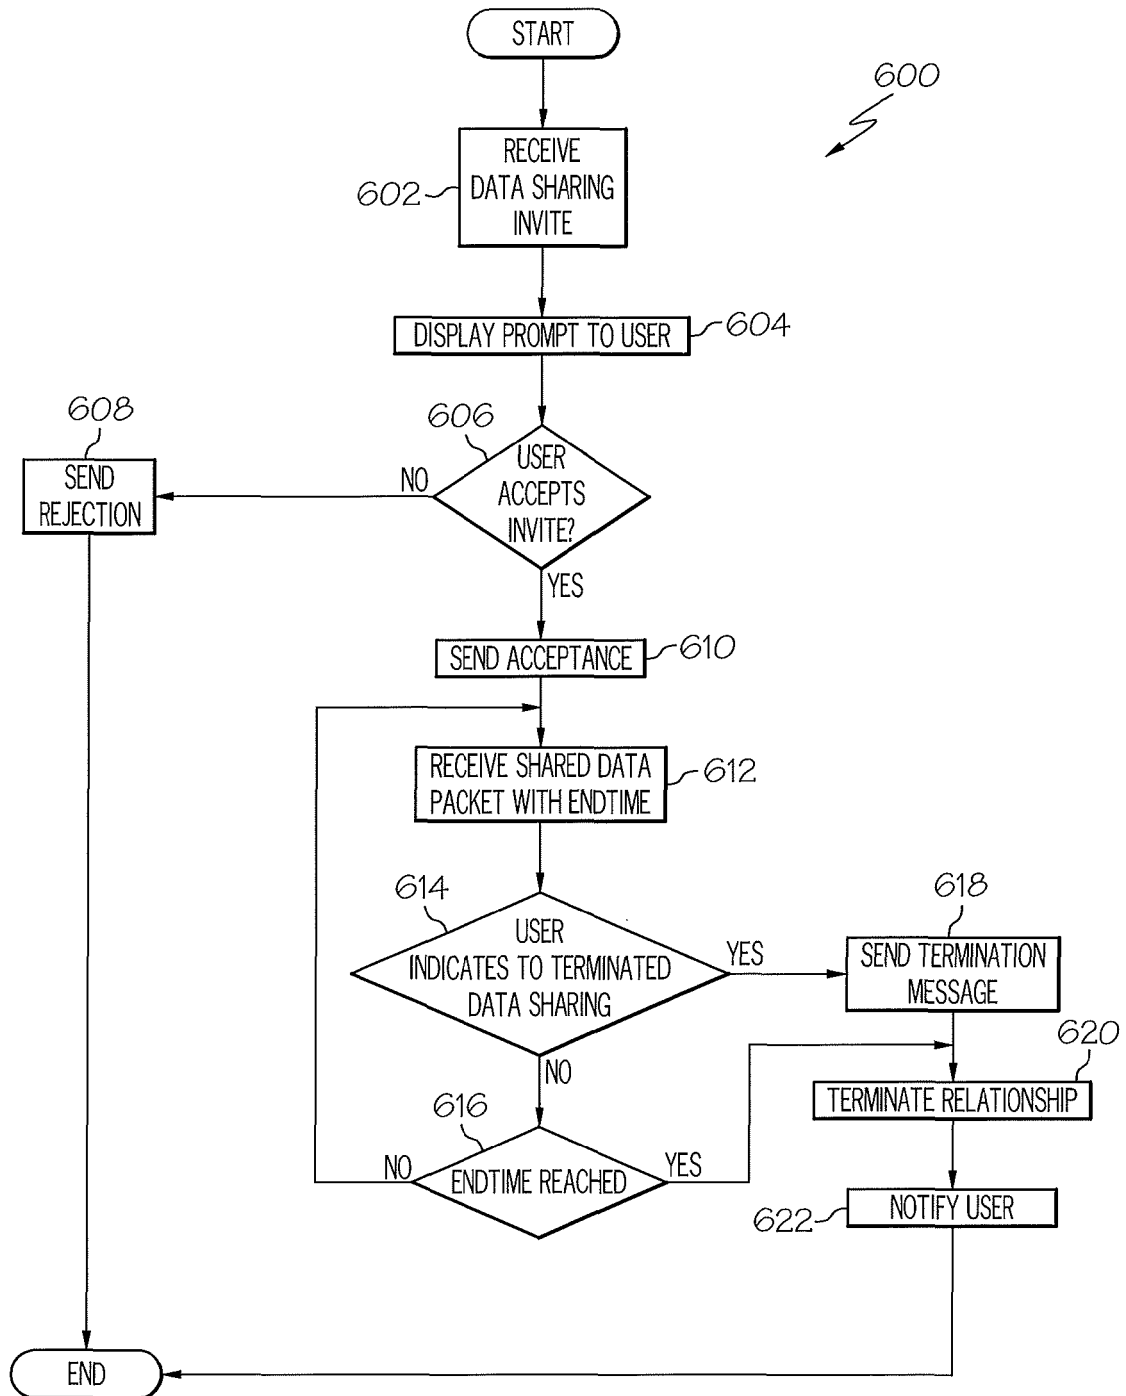 START
600
RECEIVE
DATA SHARING
INVITE
602
DISPLAY PROMPT TO USER
604
606
608
USER
ACCEPTS
INVITE?
NO
SEND
REJECTION
YES
SEND ACCEPTANCE
610
RECEIVE SHARED DATA
PACKET WITH ENDTIME
612
614
USER
INDICATES TO TERMINATED
DATA SHARING
YES
618
SEND TERMINATION
MESSAGE
NO
620
TERMINATE RELATIONSHIP
616
ENDTIME REACHED
NO
YES
NOTIFY USER
622
END